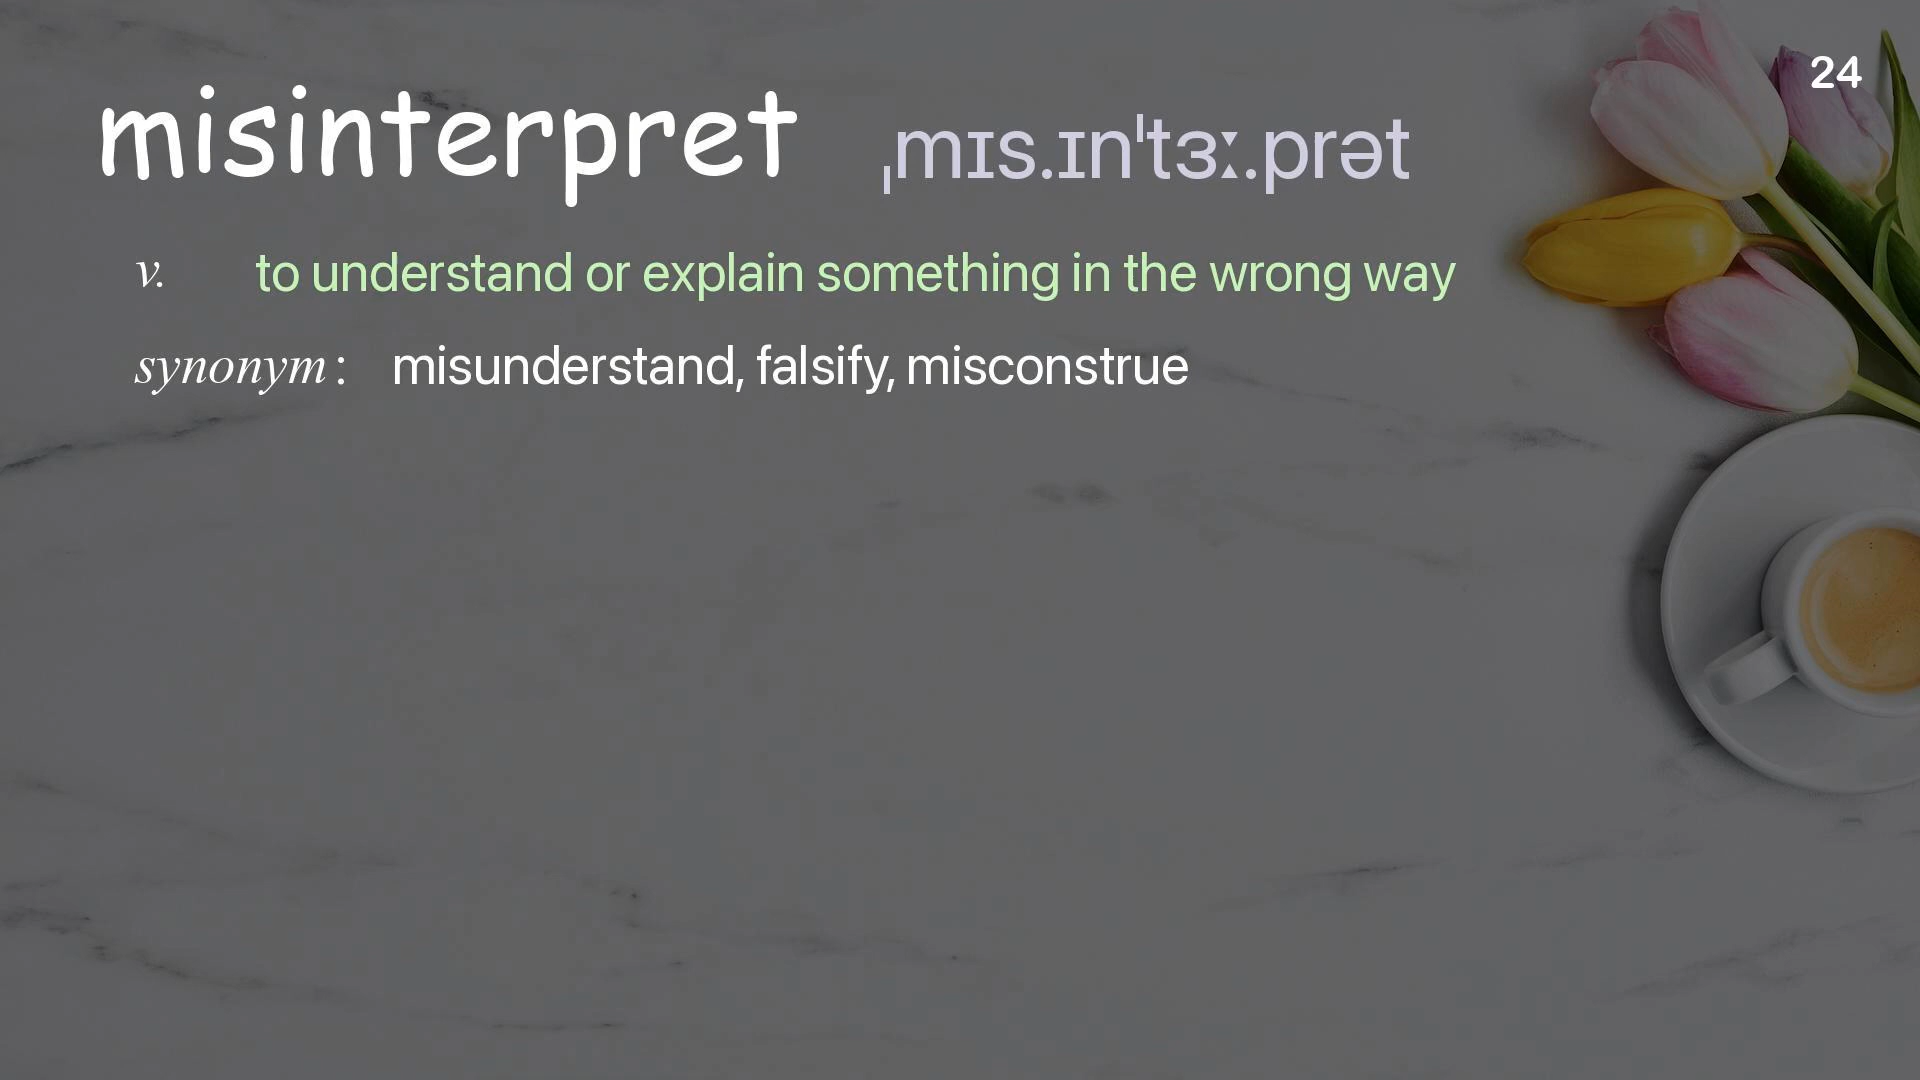 24
misinterpret ˌmɪs.ɪnˈtɜː.prət
v. to understand or explain something in the wrong way
synonym : misunderstand, falsify, misconstrue